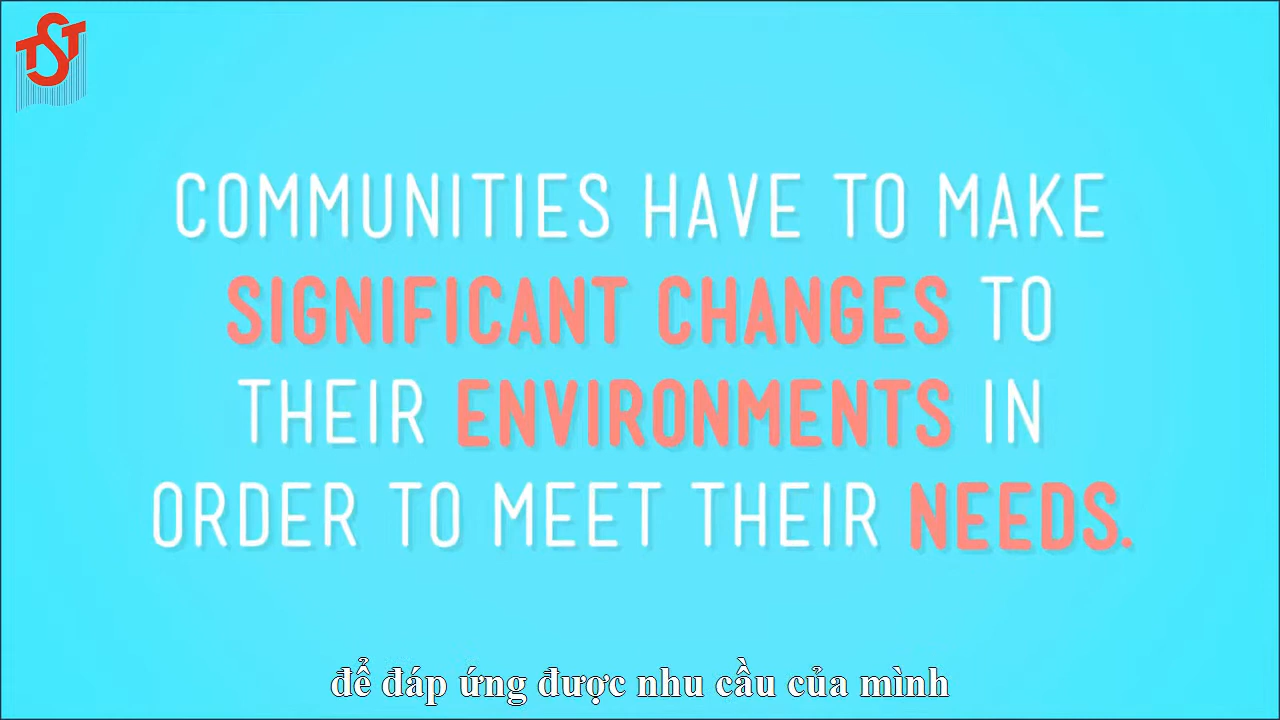 TST
COMMUNITIES HAVE TO MAKE
SIGNIFICANT CHANGES TO
THEIR ENVIRONMENTS IN
ORDER TO MEET THEIR NEEDS.
để đáp ứng được nhu cầu của mình